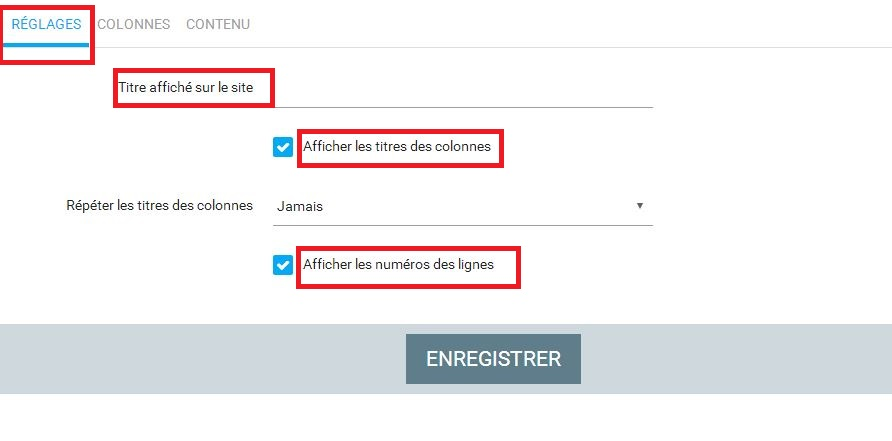 RÉGLAGES COLONNES CONTENU
Titre affiché sur le site
Afficher les titres des colonnes
Répéter les titres des colonnes Jamais
Afficher les numéros des lignes
ENREGISTRER